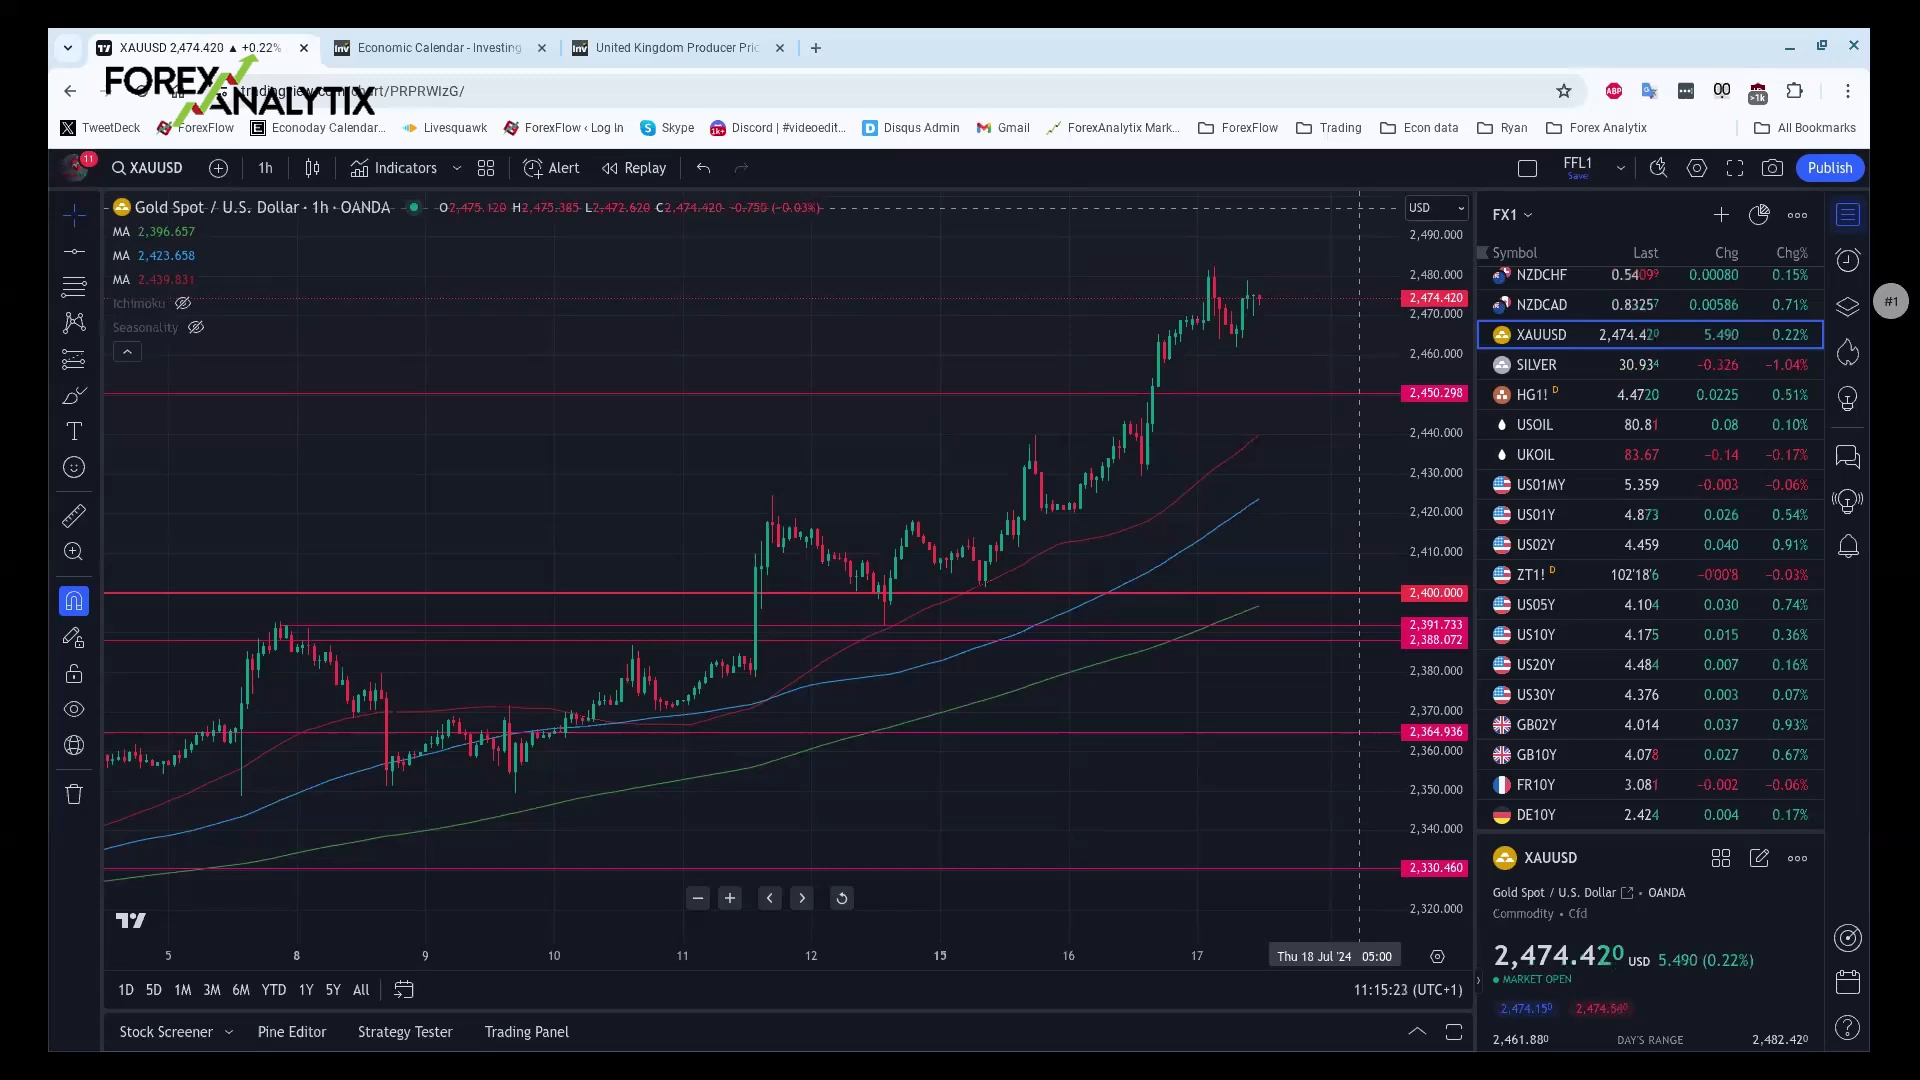 XAUUSD 2,474.420 ▲ +0.22%
Economic Calendar - Investing
United Kingdom Producer Pric
FOREX
ANALYTIX
tradingview.com/chart/PRPRWIzG/
ABP
>1k
TweetDeck ForexFlow Econoday Calendar... Livesquawk ForexFlow ‹ Log In Skype Discord | #videoedit... Disqus Admin Gmail ForexAnalytix Mark... ForexFlow Trading Econ data Ryan Forex Analytix All Bookmarks
11 XAUUSD 1h Indicators Alert Replay FFL1 Save Publish
Gold Spot / U.S. Dollar · 1h · OANDA O2,475.120 H2,475.385 L2,472.620 C2,474.420 -0.750 (-0.03%)
MA 2,396.657
MA 2,423.658
MA 2,439.831
Ichimoku
Seasonality
USD
2,490.000
2,480.000
2,474.420
2,470.000
2,460.000
2,450.298
2,440.000
2,430.000
2,420.000
2,410.000
2,400.000
2,391.733
2,388.072
2,380.000
2,370.000
2,364.936
2,360.000
2,350.000
2,340.000
2,330.460
2,320.000
5 8 9 10 11 12 15 16 17 Thu 18 Jul '24 05:00
1D 5D 1M 3M 6M YTD 1Y 5Y All 11:15:23 (UTC+1)
Stock Screener Pine Editor Strategy Tester Trading Panel
FX1
Symbol Last Chg Chg%
NZDCHF 0.54099 0.00080 0.15%
NZDCAD 0.83257 0.00586 0.71%
XAUUSD 2,474.420 5.490 0.22%
SILVER 30.934 −0.326 −1.04%
HG1! D 4.4720 0.0225 0.51%
USOIL 80.81 0.08 0.10%
UKOIL 83.67 −0.14 −0.17%
US01MY 5.359 −0.003 −0.06%
US01Y 4.873 0.026 0.54%
US02Y 4.459 0.040 0.91%
ZT1! D 102'18'6 −0'00'8 −0.03%
US05Y 4.104 0.030 0.74%
US10Y 4.175 0.015 0.36%
US20Y 4.484 0.007 0.16%
US30Y 4.376 0.003 0.07%
GB02Y 4.014 0.037 0.93%
GB10Y 4.078 0.027 0.67%
FR10Y 3.081 −0.002 −0.06%
DE10Y 2.424 0.004 0.17%
XAUUSD
Gold Spot / U.S. Dollar • OANDA
Commodity • Cfd
2,474.420 USD 5.490 (0.22%)
MARKET OPEN
2,474.150 2,474.540
2,461.880 DAY'S RANGE 2,482.420
#1